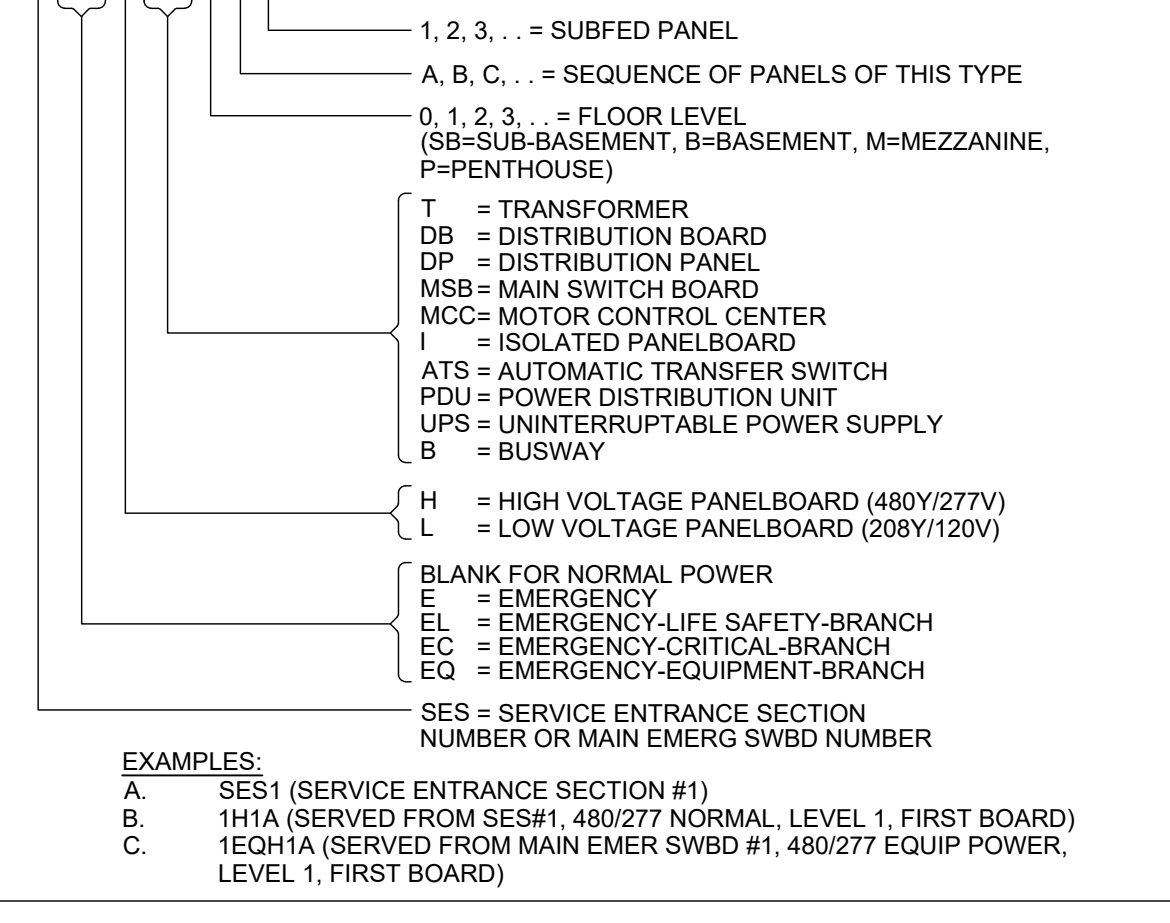 1, 2, 3, . . = SUBFED PANEL
A, B, C, . . = SEQUENCE OF PANELS OF THIS TYPE
0, 1, 2, 3, . . = FLOOR LEVEL
(SB=SUB-BASEMENT, B=BASEMENT, M=MEZZANINE,
P=PENTHOUSE)
T = TRANSFORMER
DB = DISTRIBUTION BOARD
DP = DISTRIBUTION PANEL
MSB = MAIN SWITCH BOARD
MCC= MOTOR CONTROL CENTER
I = ISOLATED PANELBOARD
ATS = AUTOMATIC TRANSFER SWITCH
PDU = POWER DISTRIBUTION UNIT
UPS = UNINTERRUPTABLE POWER SUPPLY
B = BUSWAY
H = HIGH VOLTAGE PANELBOARD (480Y/277V)
L = LOW VOLTAGE PANELBOARD (208Y/120V)
BLANK FOR NORMAL POWER
E = EMERGENCY
EL = EMERGENCY-LIFE SAFETY-BRANCH
EC = EMERGENCY-CRITICAL-BRANCH
EQ = EMERGENCY-EQUIPMENT-BRANCH
SES = SERVICE ENTRANCE SECTION
NUMBER OR MAIN EMERG SWBD NUMBER
EXAMPLES:
A. SES1 (SERVICE ENTRANCE SECTION #1)
B. 1H1A (SERVED FROM SES#1, 480/277 NORMAL, LEVEL 1, FIRST BOARD)
C. 1EQH1A (SERVED FROM MAIN EMER SWBD #1, 480/277 EQUIP POWER,
LEVEL 1, FIRST BOARD)